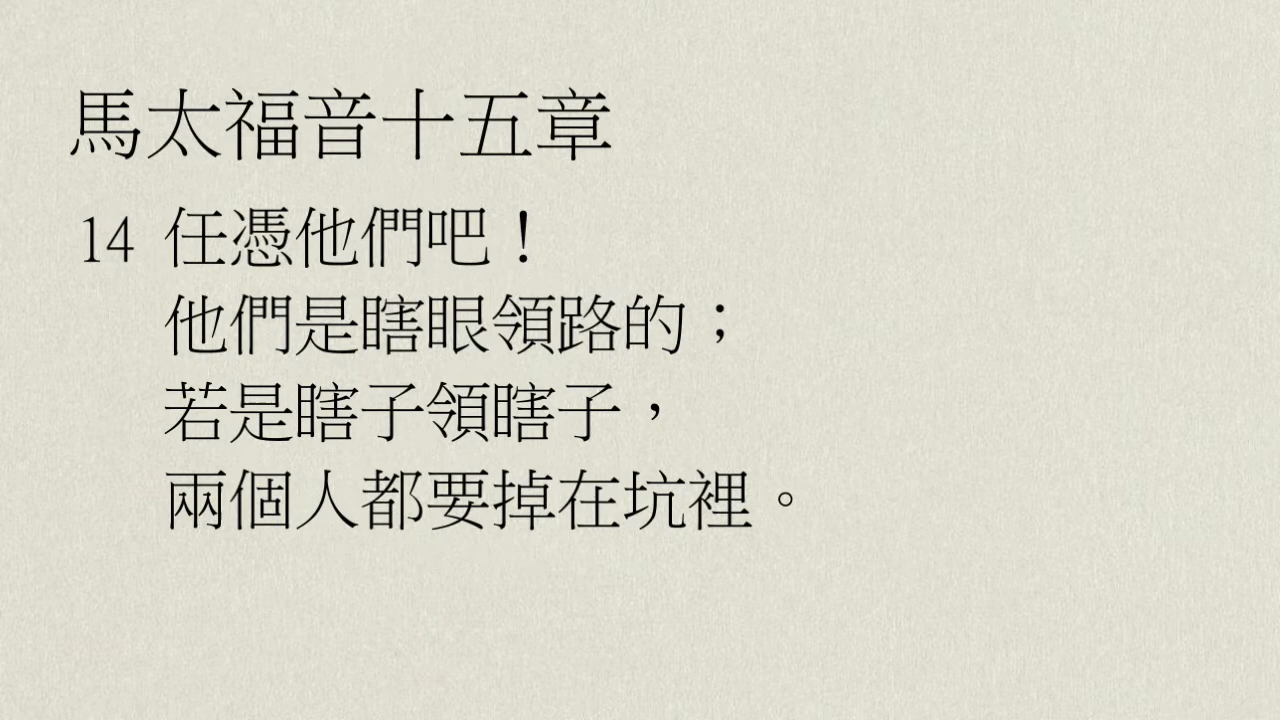 馬太福音十五章
14 任憑他們吧！
他們是瞎眼領路的；
若是瞎子領瞎子，
兩個人都要掉在坑裡。